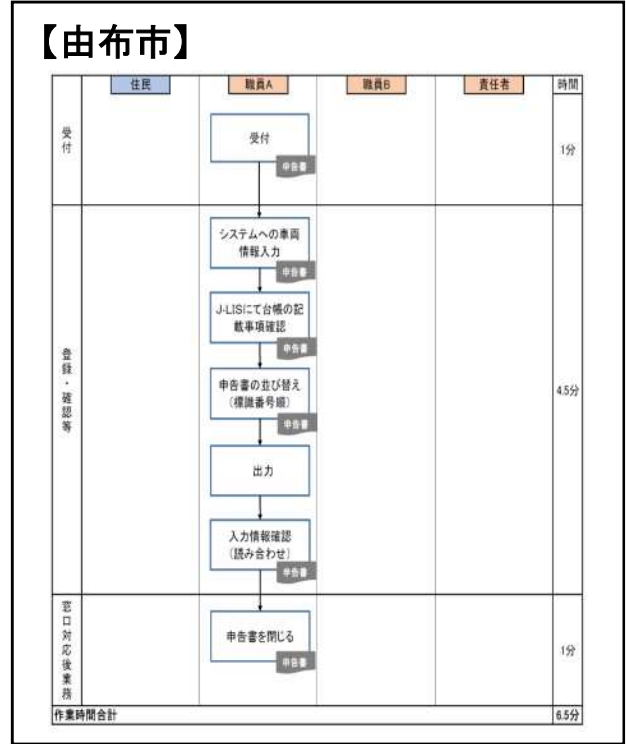 【由布市】
住民 職員A 職員B 責任者 時間
受付
受付
申告書
1分
登録・確認等
システムへの車両
情報入力
申告書
J-LISにて台帳の記
載事項確認
申告書
申告書の並び替え
(標識番号順)
申告書
出力
入力情報確認
(読み合わせ)
申告書
4.5分
窓口対応後業務
申告書を閉じる
申告書
1分
作業時間合計 6.5分